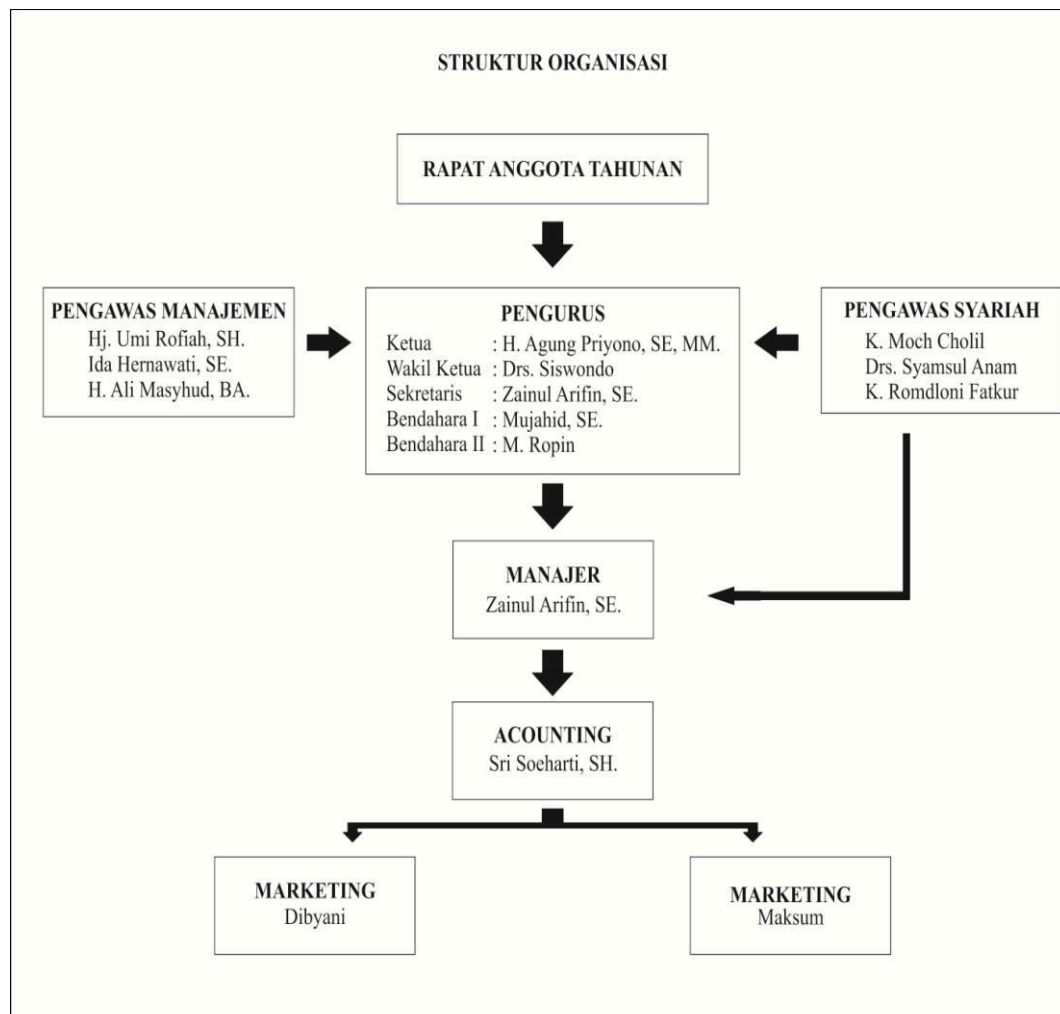 STRUKTUR ORGANISASI
RAPAT ANGGOTA TAHUNAN
PENGAWAS MANAJEMEN
Hj. Umi Rofiah, SH.
Ida Hernawati, SE.
H. Ali Masyhud, BA.
PENGURUS
Ketua : H. Agung Priyono, SE, MM.
Wakil Ketua : Drs. Siswondo
Sekretaris : Zainul Arifin, SE.
Bendahara I : Mujahid, SE.
Bendahara II : M. Ropin
PENGAWAS SYARIAH
K. Moch Cholil
Drs. Syamsul Anam
K. Romdloni Fatkur
MANAJER
Zainul Arifin, SE.
ACOUNTING
Sri Soeharti, SH.
MARKETING
Dibyani
MARKETING
Maksum